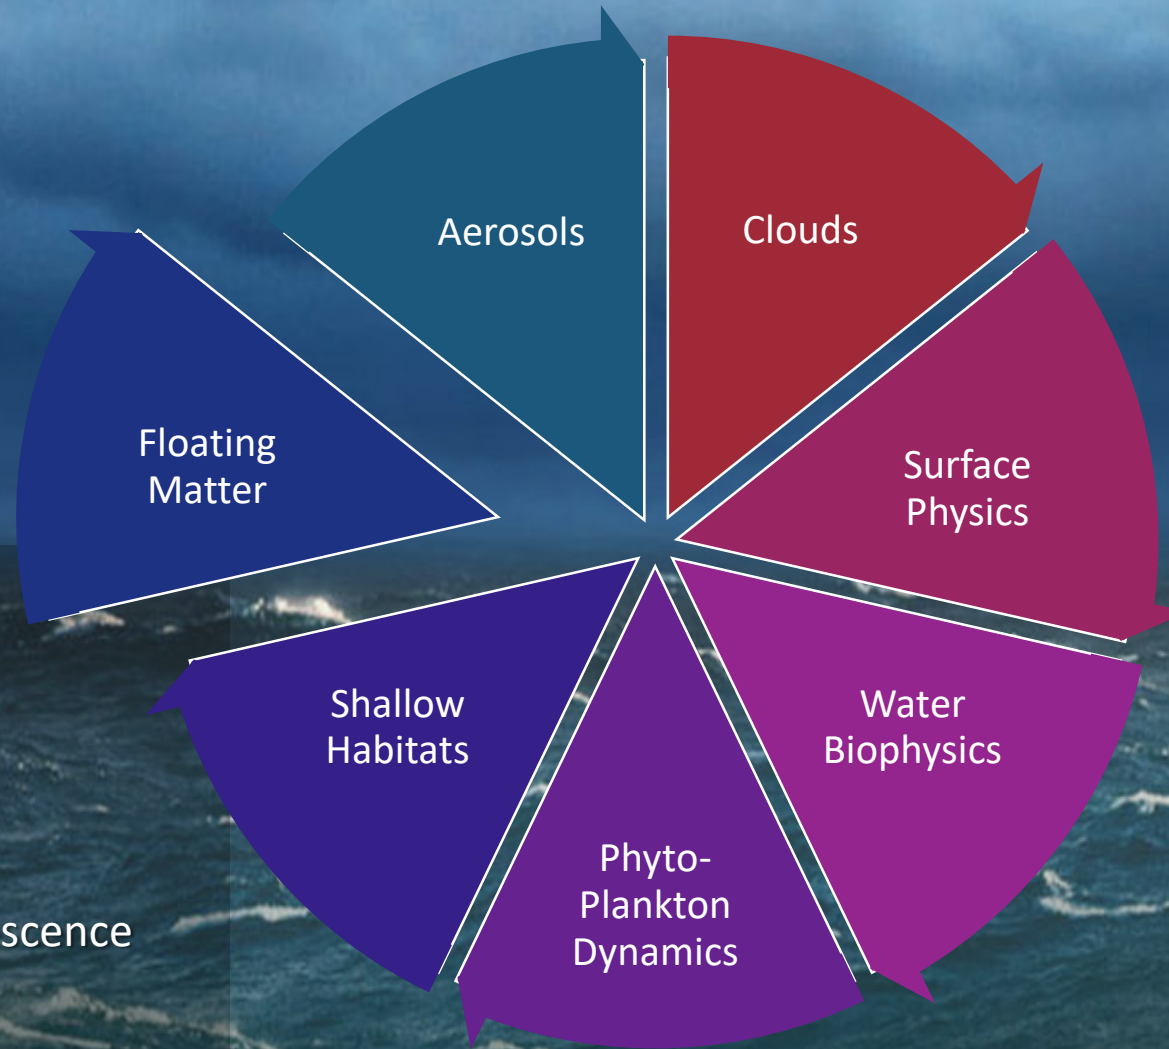 Aerosols
Clouds
Floating
Matter
Surface
Physics
Shallow
Habitats
Water
Biophysics
Phyto-
Plankton
Dynamics
scence